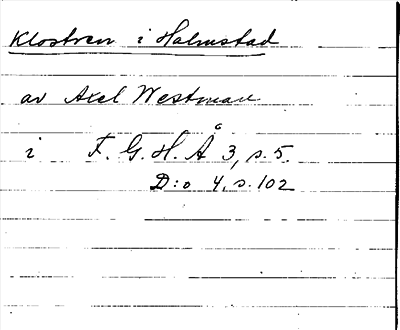 Klostren i Halmstad
av Axel Westman
i F. G. H. Å 3, s. 5.
D:o 4, s. 102